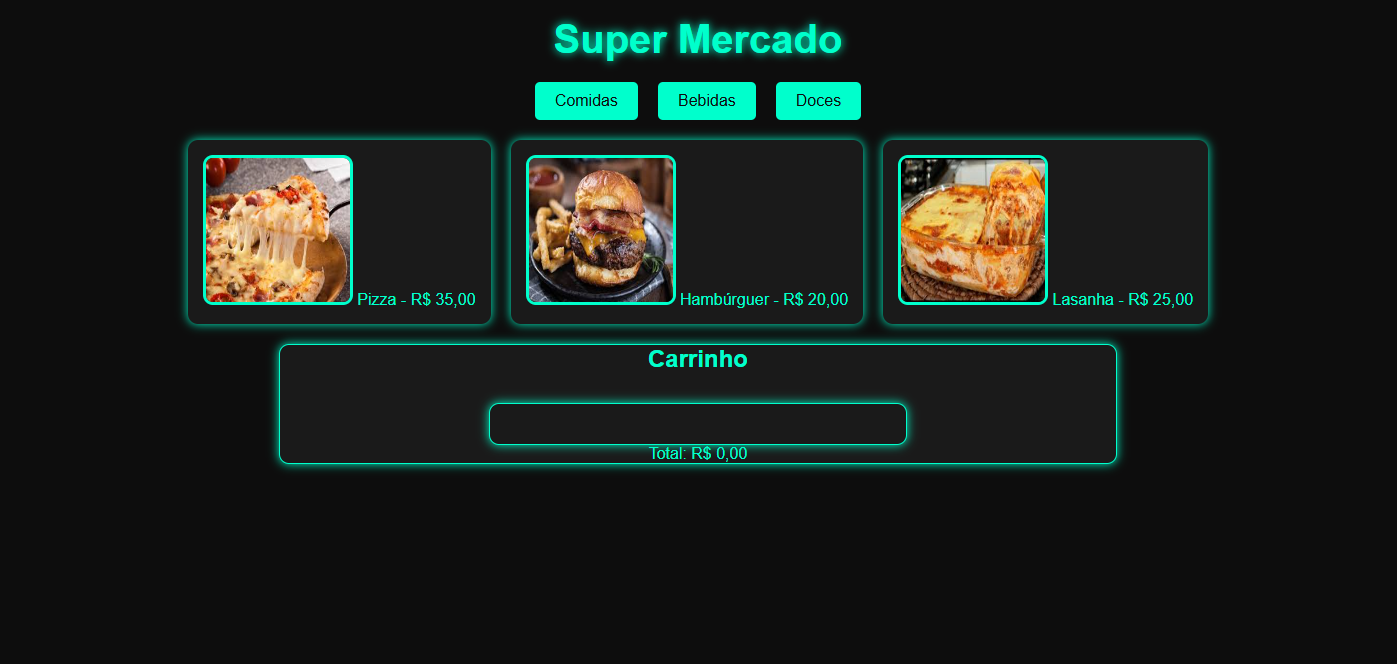 Super Mercado
Comidas Bebidas Doces
Pizza - R$ 35,00 Hambúrguer - R$ 20,00 Lasanha - R$ 25,00
Carrinho
Total: R$ 0,00